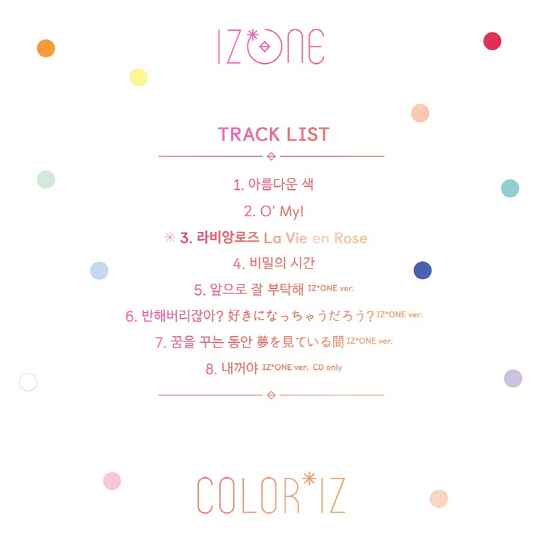 IZ*ONE
TRACK LIST
1. 아름다운 색
2. O' My!
✳ 3. 라비앙로즈 La Vie en Rose
4. 비밀의 시간
5. 앞으로 잘 부탁해 IZ*ONE ver.
6. 반해버리잖아? 好きになっちゃうだろう? IZ*ONE ver.
7. 꿈을 꾸는 동안 夢を見ている間 IZ*ONE ver.
8. 내꺼야 IZ*ONE ver. CD only
COLOR*IZ